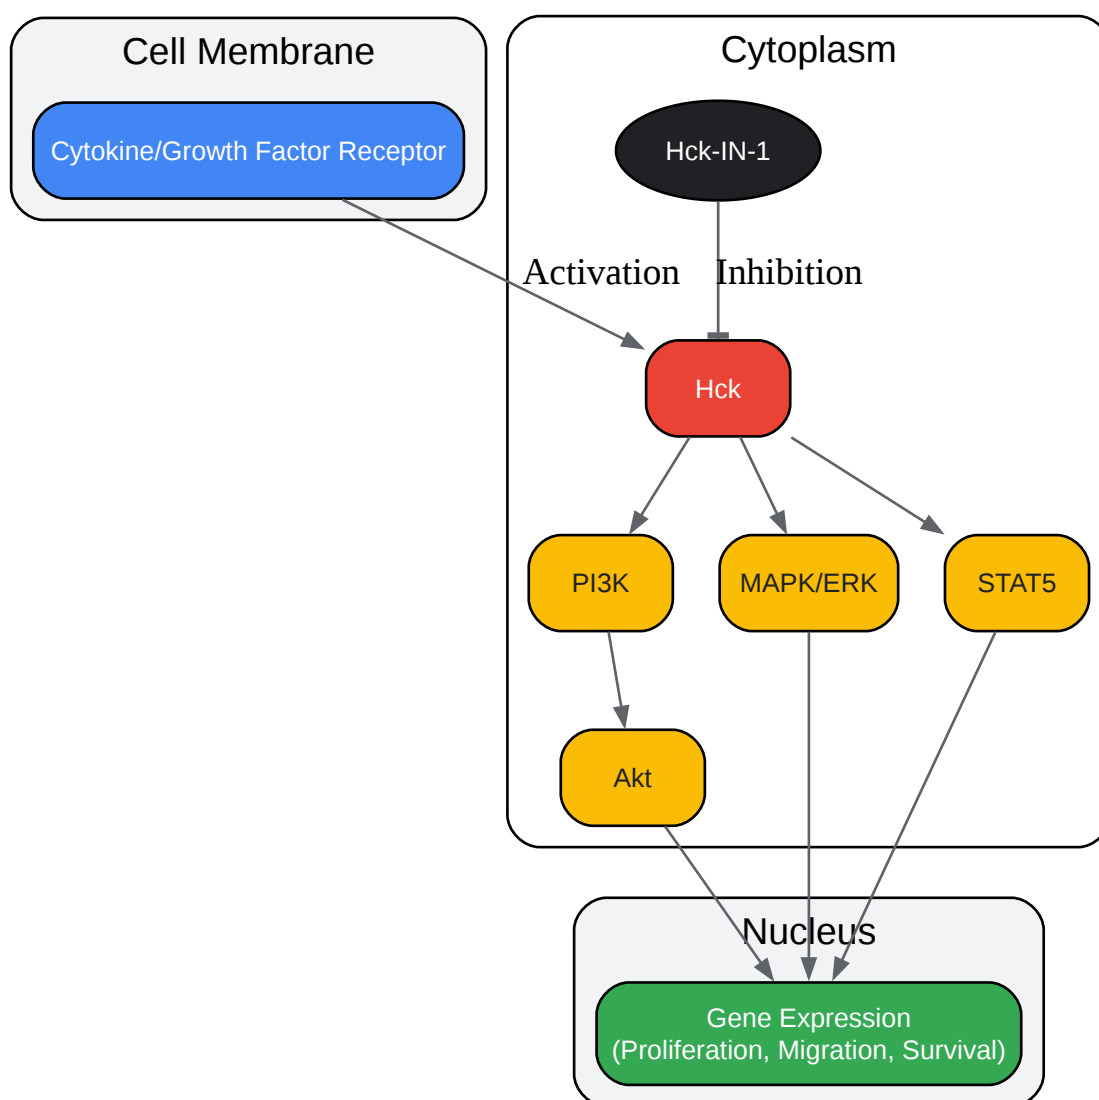 Cell Membrane
Cytoplasm
Cytokine/Growth Factor Receptor
Hck-IN-1
Activation
Inhibition
Hck
PI3K
MAPK/ERK
STAT5
Akt
Nucleus
Gene Expression
(Proliferation, Migration, Survival)